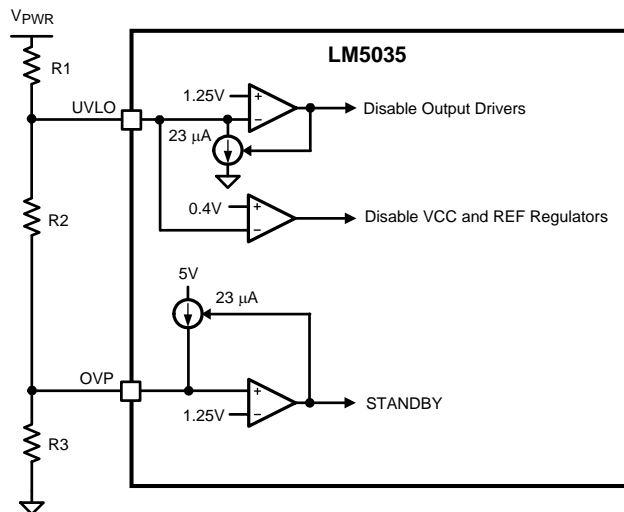 VPWR
LM5035
R1
1.25V
+
−
UVLO
Disable Output Drivers
23 μA
R2
0.4V
+
−
Disable VCC and REF Regulators
5V
23 μA
OVP
+
−
1.25V
STANDBY
R3